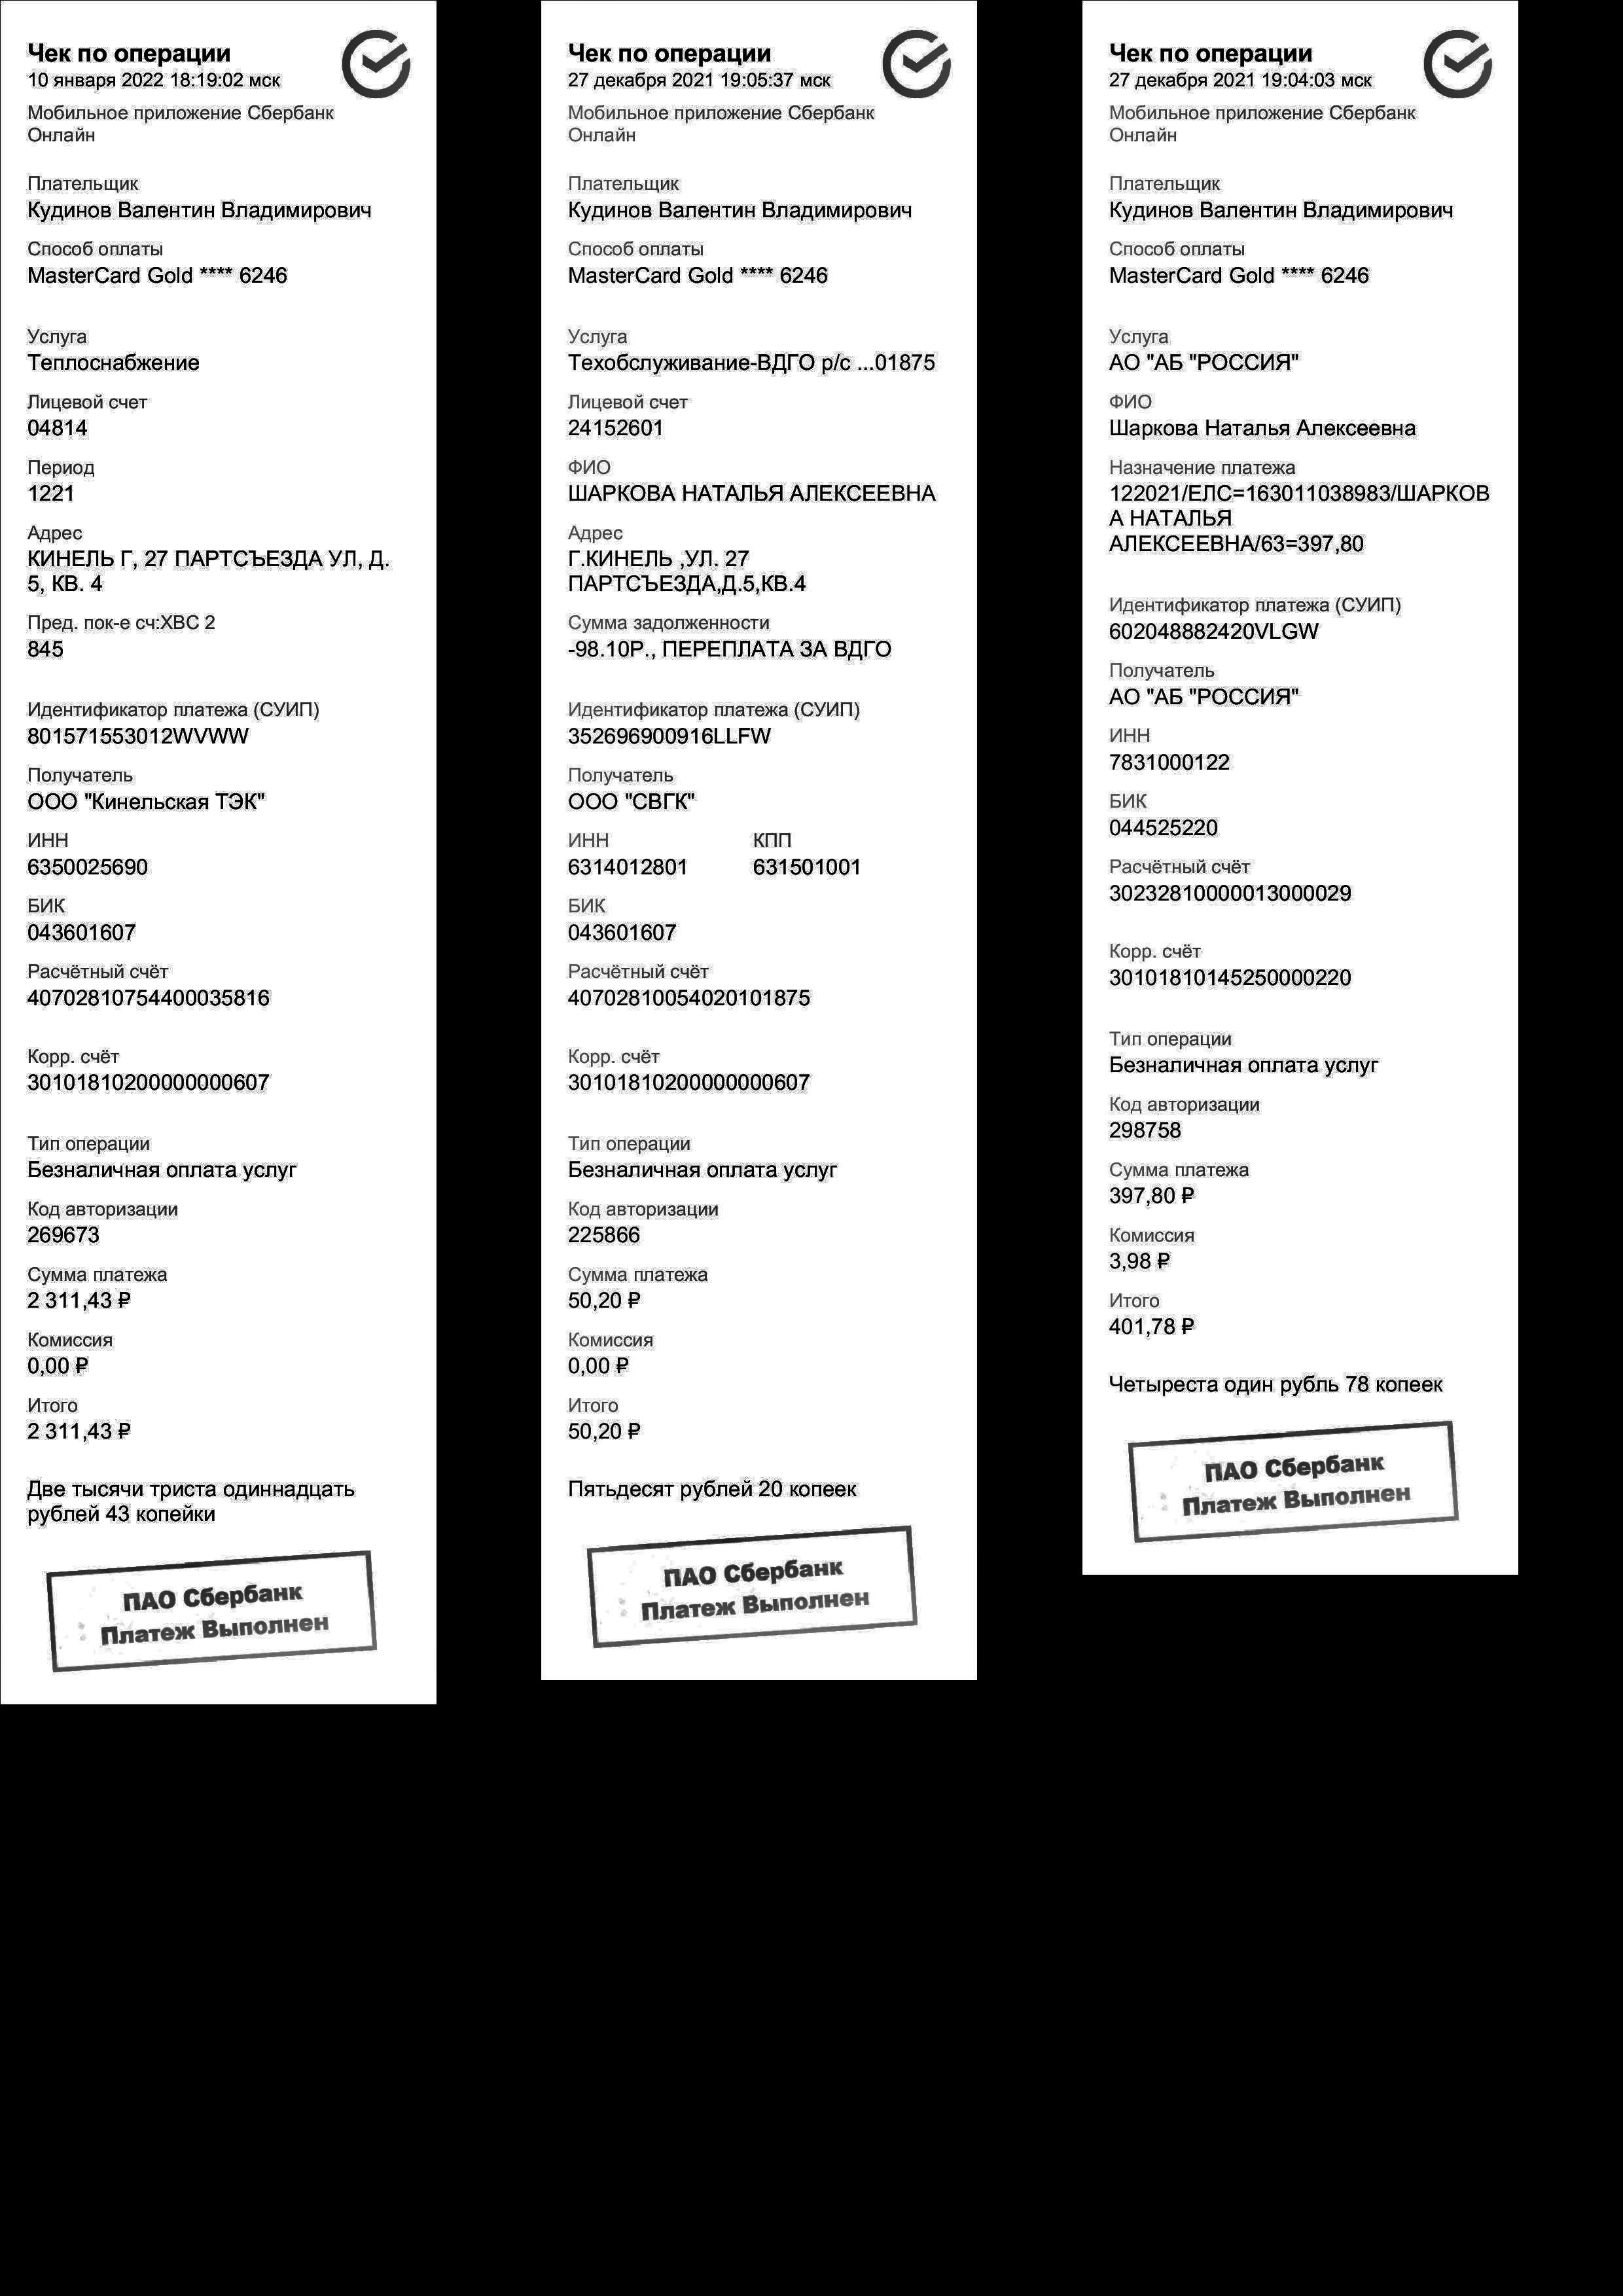 Чек по операции
10 января 2022 18:19:02 мск
Мобильное приложение Сбербанк
Онлайн
Плательщик
Кудинов Валентин Владимирович
Способ оплаты
MasterCard Gold **** 6246
Услуга
Теплоснабжение
Лицевой счет
04814
Период
1221
Адрес
КИНЕЛЬ Г, 27 ПАРТСЪЕЗДА УЛ, Д.
5, КВ. 4
Пред. пок-е сч:ХВС 2
845
Идентификатор платежа (СУИП)
801571553012WVWW
Получатель
ООО "Кинельская ТЭК"
ИНН
6350025690
БИК
043601607
Расчётный счёт
40702810754400035816
Корр. счёт
30101810200000000607
Тип операции
Безналичная оплата услуг
Код авторизации
269673
Сумма платежа
2 311,43 ₽
Комиссия
0,00 ₽
Итого
2 311,43 ₽
Две тысячи триста одиннадцать
рублей 43 копейки
ПАО Сбербанк
Платеж Выполнен
Чек по операции
27 декабря 2021 19:05:37 мск
Мобильное приложение Сбербанк
Онлайн
Плательщик
Кудинов Валентин Владимирович
Способ оплаты
MasterCard Gold **** 6246
Услуга
Техобслуживание-ВДГО р/с ...01875
Лицевой счет
24152601
ФИО
ШАРКОВА НАТАЛЬЯ АЛЕКСЕЕВНА
Адрес
Г.КИНЕЛЬ ,УЛ. 27
ПАРТСЪЕЗДА,Д.5,КВ.4
Сумма задолженности
-98.10Р., ПЕРЕПЛАТА ЗА ВДГО
Идентификатор платежа (СУИП)
352696900916LLFW
Получатель
ООО "СВГК"
ИНН КПП
6314012801 631501001
БИК
043601607
Расчётный счёт
40702810054020101875
Корр. счёт
30101810200000000607
Тип операции
Безналичная оплата услуг
Код авторизации
225866
Сумма платежа
50,20 ₽
Комиссия
0,00 ₽
Итого
50,20 ₽
Пятьдесят рублей 20 копеек
ПАО Сбербанк
Платеж Выполнен
Чек по операции
27 декабря 2021 19:04:03 мск
Мобильное приложение Сбербанк
Онлайн
Плательщик
Кудинов Валентин Владимирович
Способ оплаты
MasterCard Gold **** 6246
Услуга
АО "АБ "РОССИЯ"
ФИО
Шаркова Наталья Алексеевна
Назначение платежа
122021/ЕЛС=163011038983/ШАРКОВ
А НАТАЛЬЯ
АЛЕКСЕЕВНА/63=397,80
Идентификатор платежа (СУИП)
602048882420VLGW
Получатель
АО "АБ "РОССИЯ"
ИНН
7831000122
БИК
044525220
Расчётный счёт
30232810000013000029
Корр. счёт
30101810145250000220
Тип операции
Безналичная оплата услуг
Код авторизации
298758
Сумма платежа
397,80 ₽
Комиссия
3,98 ₽
Итого
401,78 ₽
Четыреста один рубль 78 копеек
ПАО Сбербанк
Платеж Выполнен